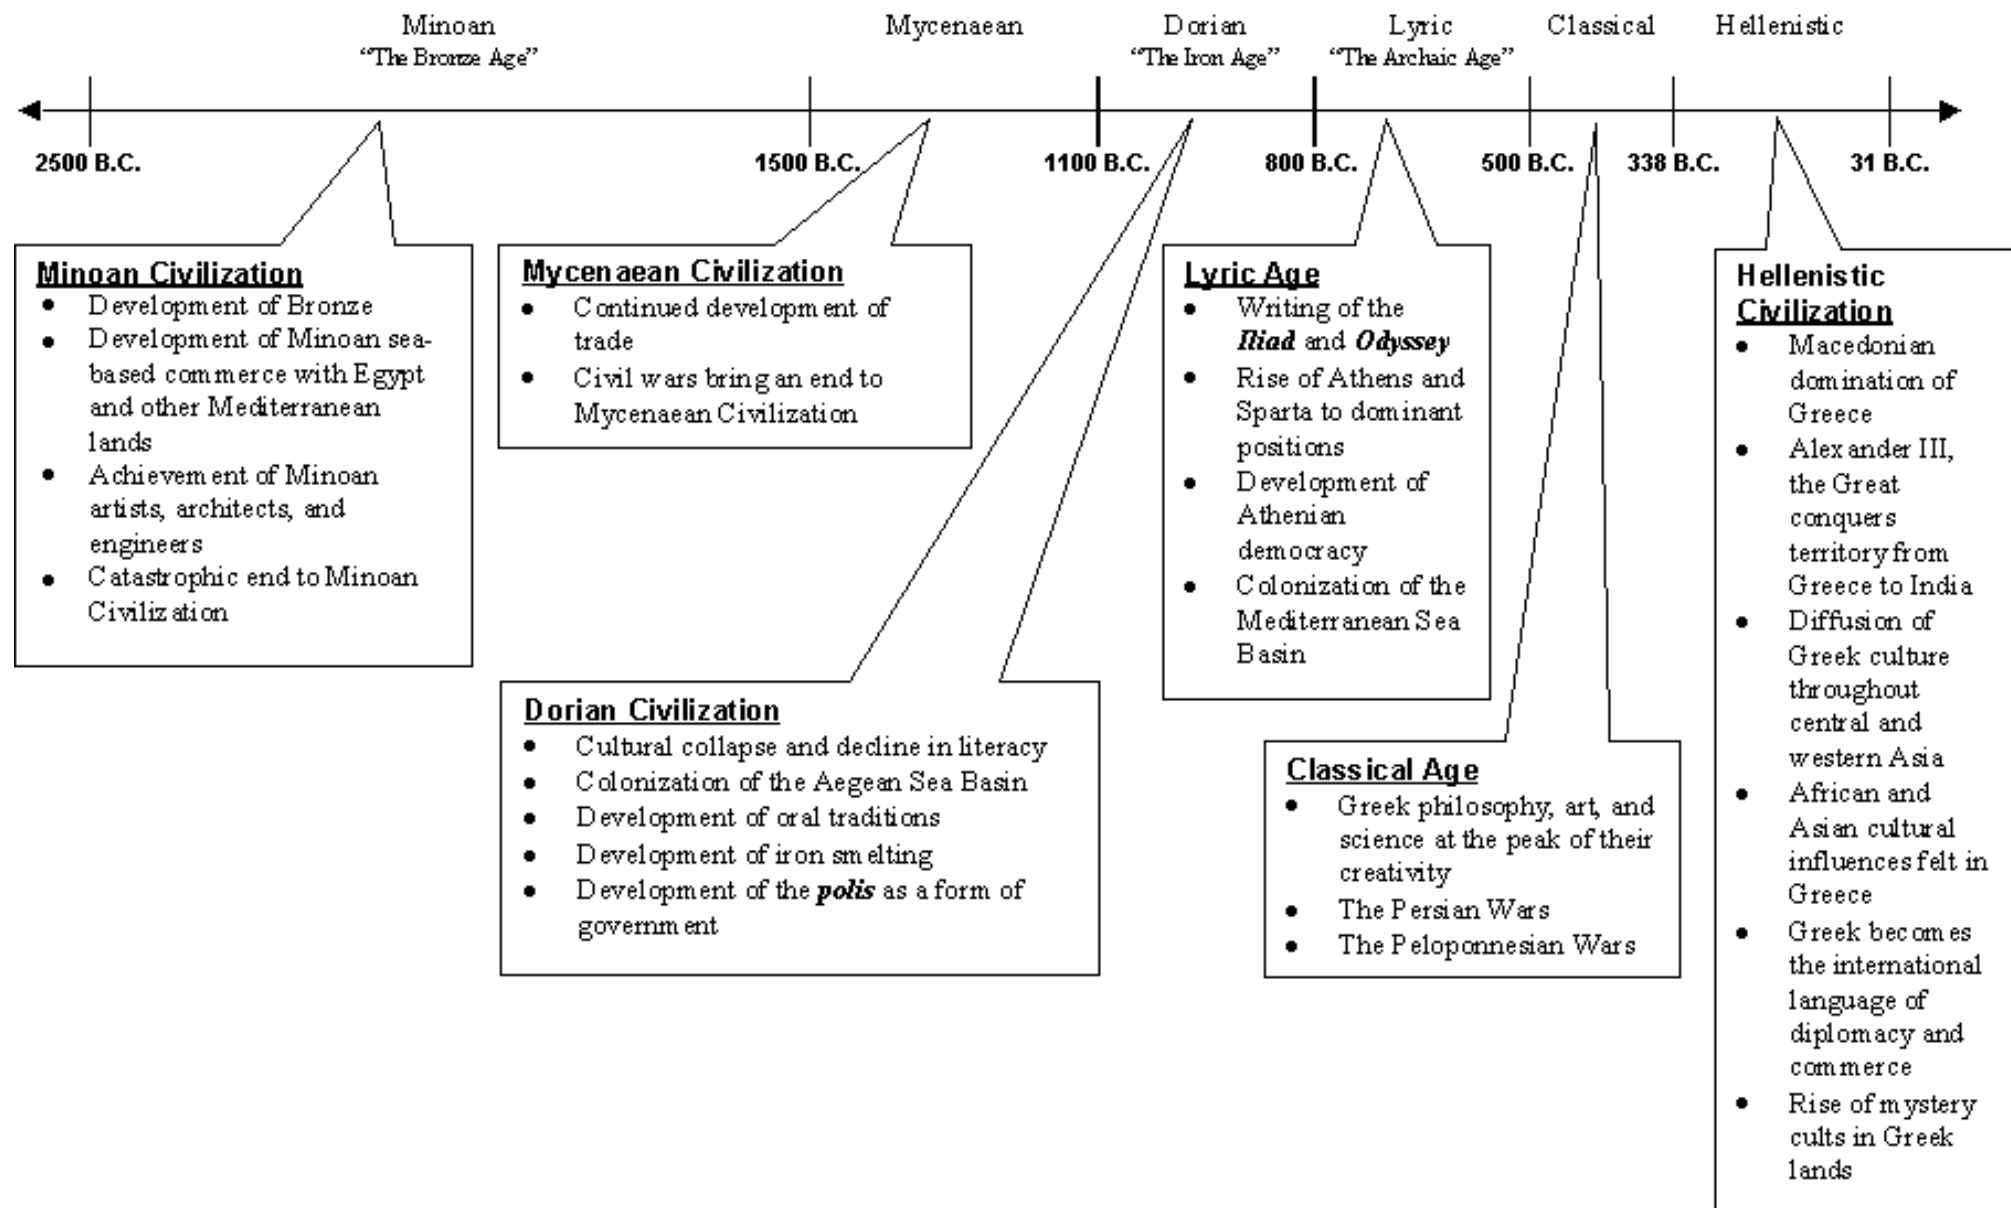 Minoan
"The Bronze Age"
Mycenaean
Dorian
"The Iron Age"
Lyric
"The Archaic Age"
Classical
Hellenistic
2500 B.C.
1500 B.C.
1100 B.C.
800 B.C.
500 B.C.
338 B.C.
31 B.C.
Minoan Civilization
• Development of Bronze
• Development of Minoan sea-
based commerce with Egypt
and other Mediterranean
lands
• Achievement of Minoan
artists, architects, and
engineers
• Catastrophic end to Minoan
Civilization
Mycenaean Civilization
• Continued development of
trade
• Civil wars bring an end to
Mycenaean Civilization
Dorian Civilization
• Cultural collapse and decline in literacy
• Colonization of the Aegean Sea Basin
• Development of oral traditions
• Development of iron smelting
• Development of the polis as a form of
government
Lyric Age
• Writing of the
Iliad and Odyssey
• Rise of Athens and
Sparta to dominant
positions
• Development of
Athenian
democracy
• Colonization of the
Mediterranean Sea
Basin
Classical Age
• Greek philosophy, art, and
science at the peak of their
creativity
• The Persian Wars
• The Peloponnesian Wars
Hellenistic
Civilization
• Macedonian
domination of
Greece
• Alexander III,
the Great
conquers
territory from
Greece to India
• Diffusion of
Greek culture
throughout
central and
western Asia
• African and
Asian cultural
influences felt in
Greece
• Greek becomes
the international
language of
diplomacy and
commerce
• Rise of mystery
cults in Greek
lands